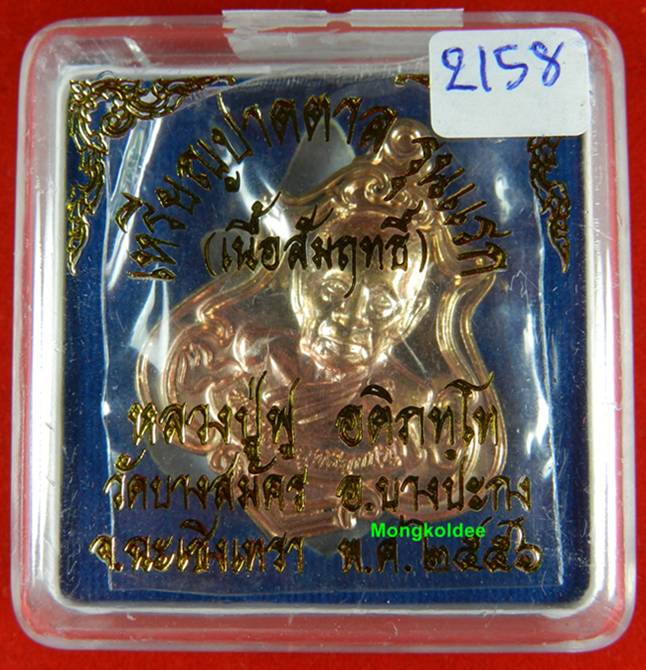 2158
เหรียญปาดตาล รุ่นแรก
(เนื้อสัมฤทธิ์)
หลวงปู่ฟู อติภทฺโท
วัดบางสมัคร อ.บางปะกง
Mongkoldee
จ.ฉะเชิงเทรา พ.ศ.๒๕๕๖